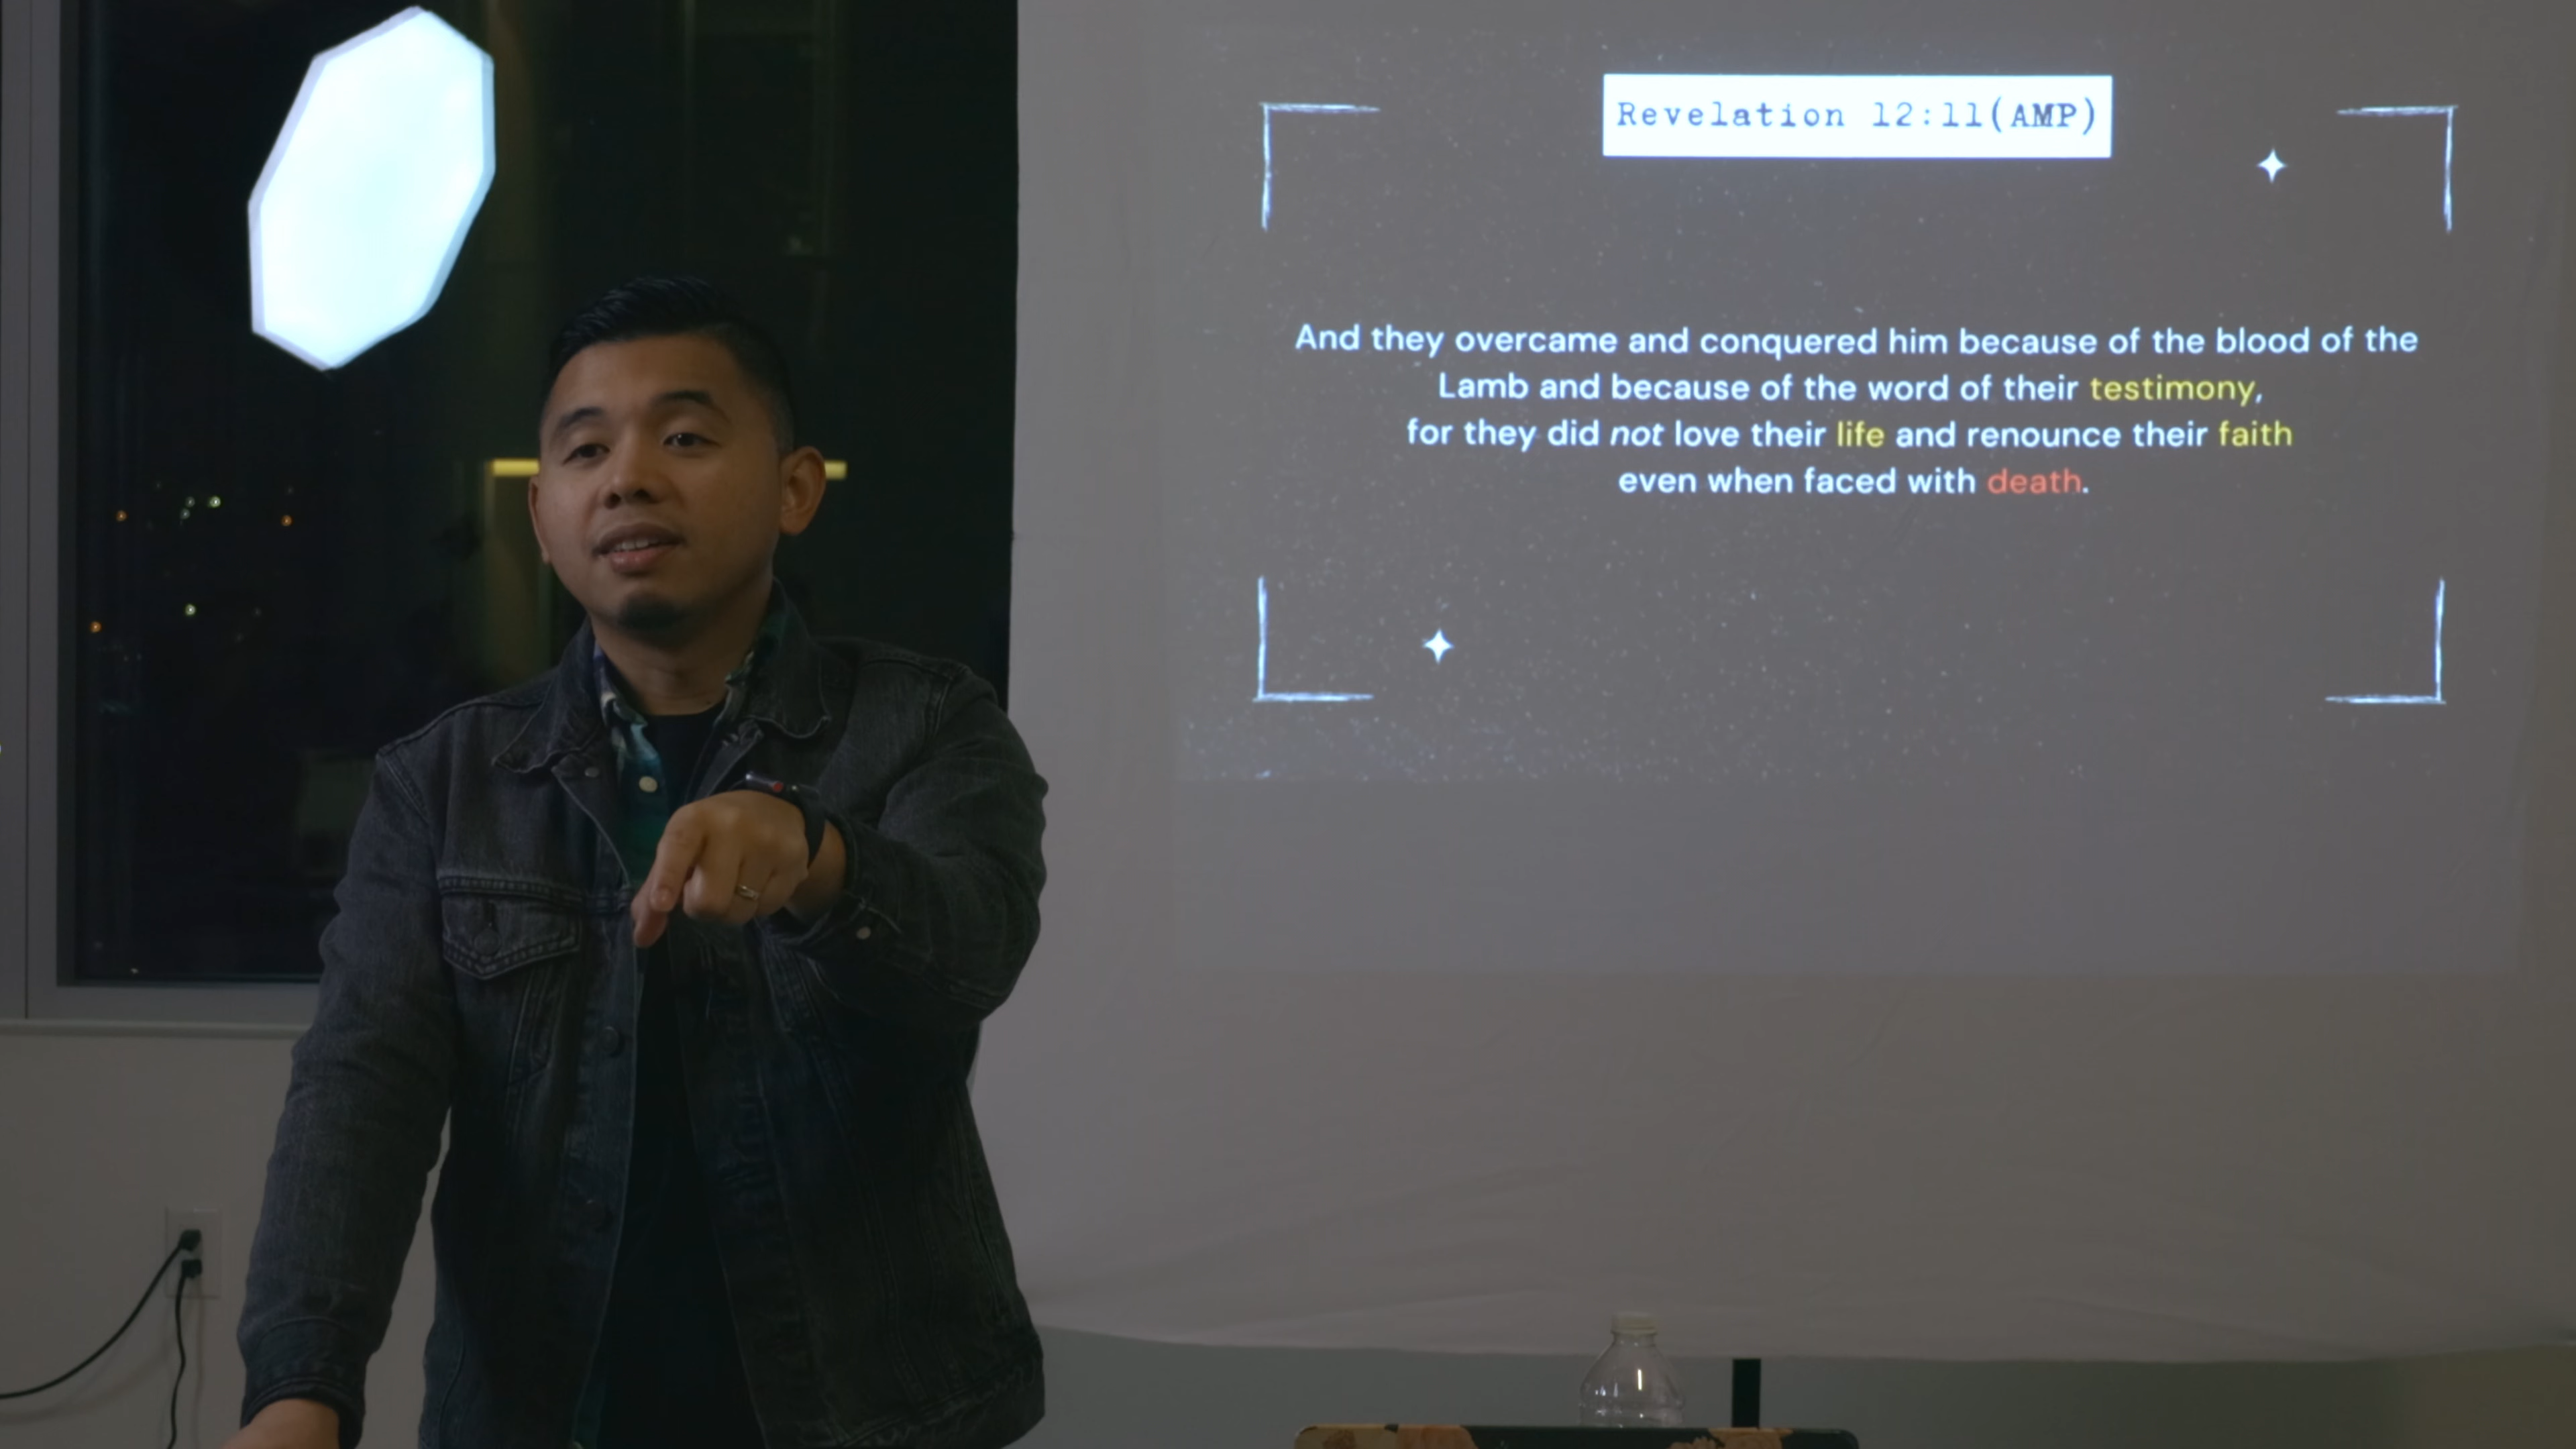 Revelation 12:11(AMP)
And they overcame and conquered him because of the blood of the
Lamb and because of the word of their testimony,
for they did not love their life and renounce their faith
even when faced with death.